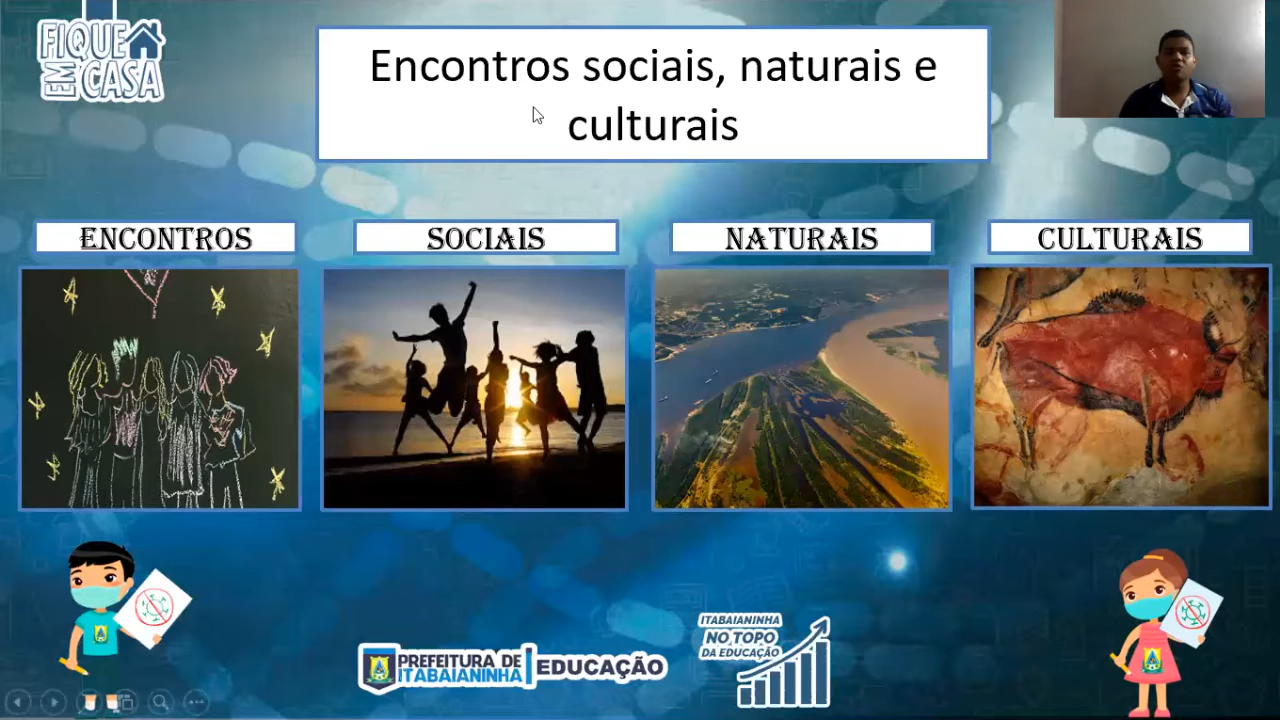 FIQUE
EM CASA
Encontros sociais, naturais e
culturais
ENCONTROS
SOCIAIS
NATURAIS
CULTURAIS
ITABAIANINHA
NO TOPO
DA EDUCAÇÃO
PREFEITURA DE
ITABAIANINHA
EDUCAÇÃO